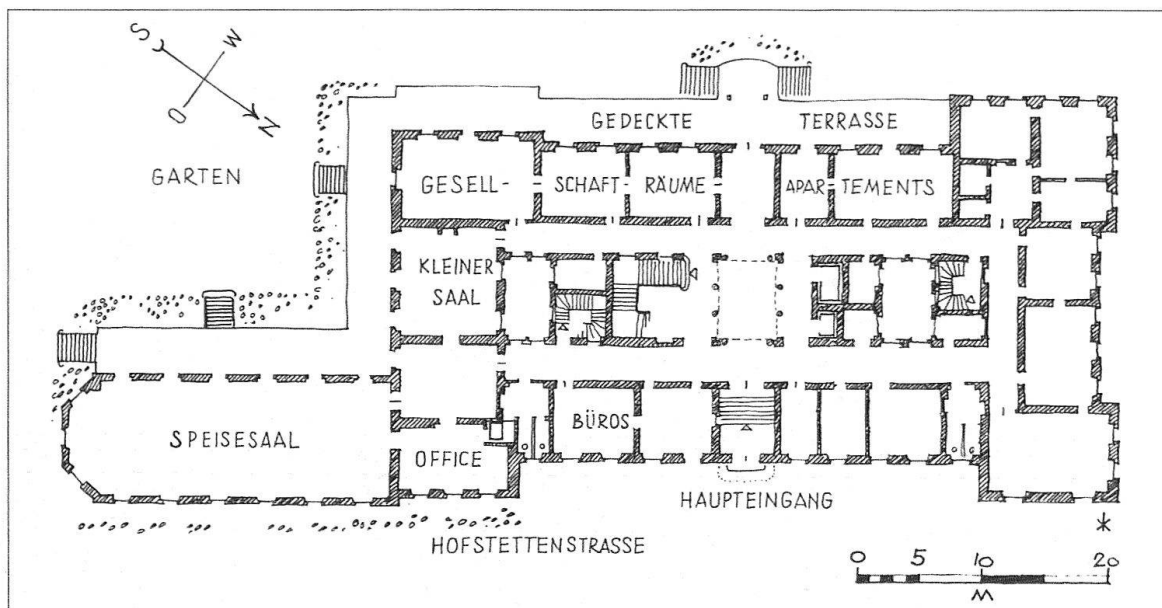 S W
O N
GARTEN
GEDECKTE TERRASSE
GESELL- SCHAFT- RÄUME APAR-TEMENTS
KLEINER
SAAL
SPEISESAAL
BÜROS
OFFICE
HAUPTEINGANG
HOFSTETTENSTRASSE
0 5 10 20
M